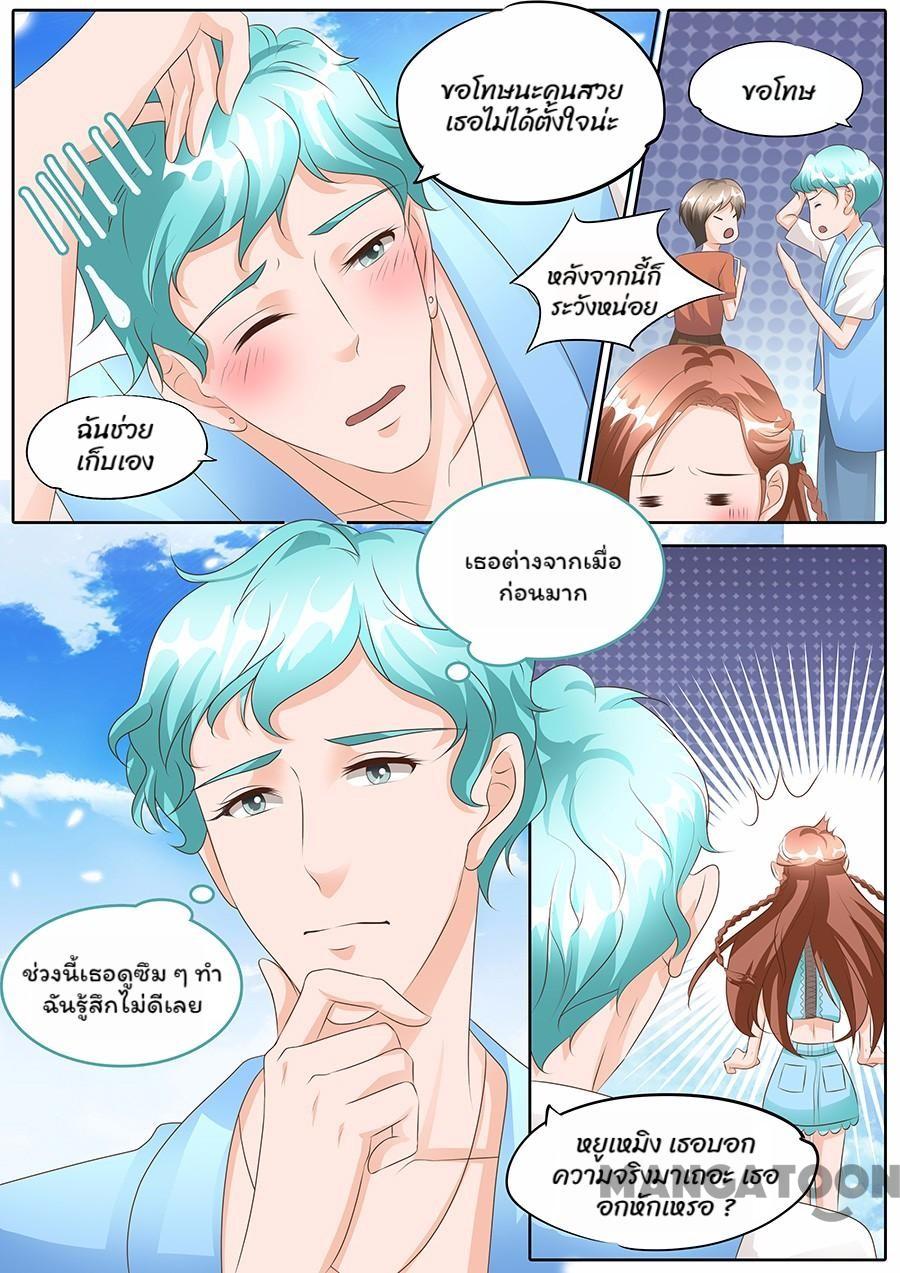 ขอโทษนะคนสวย
เธอไม่ได้ตั้งใจน่ะ
ขอโทษ
หลังจากนี้ก็
ระวังหน่อย
ฉันช่วย
เก็บเอง
เธอต่างจากเมื่อ
ก่อนมาก
ช่วงนี้เธอดูซึม ๆ ทำ
ฉันรู้สึกไม่ดีเลย
หยูเหมิง เธอบอก
ความจริงมาเถอะ เธอ
อกหักเหรอ ?
MANGATOON